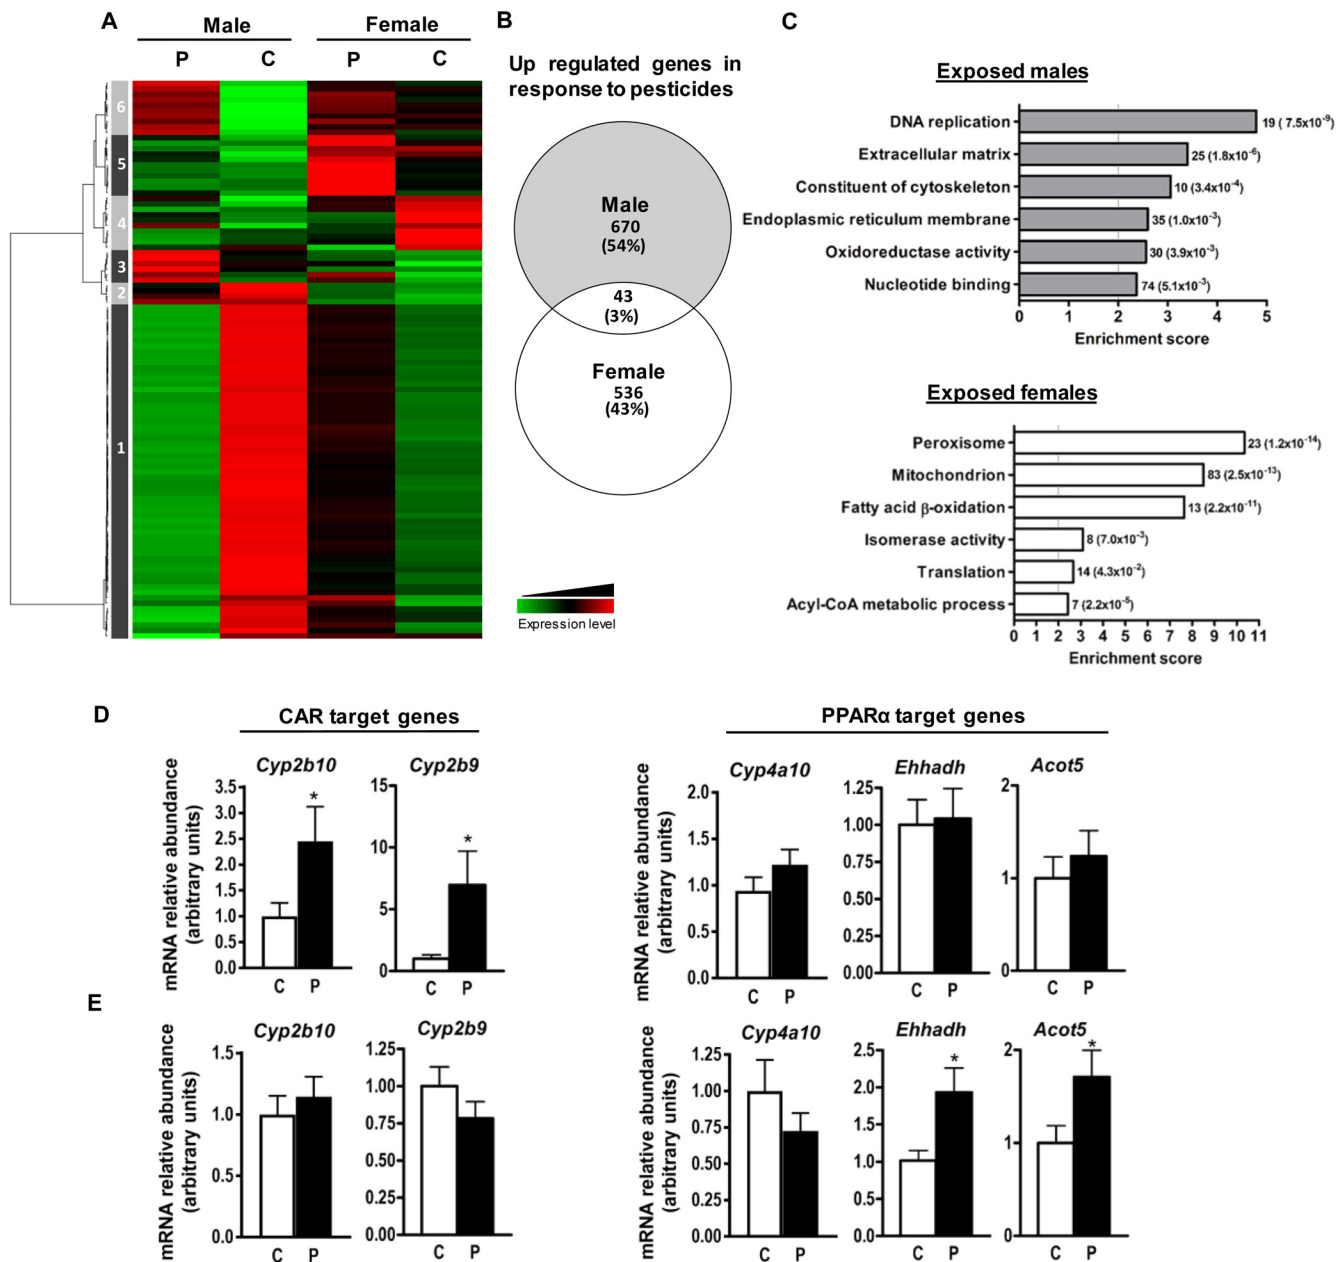 A
Male
Female
P
C
P
C
6
5
4
3
2
1
B
Up regulated genes in
response to pesticides
Male
670
(54%)
43
(3%)
Female
536
(43%)
Expression level
C
Exposed males
DNA replication
19 ( 7.5x10-9)
Extracellular matrix
25 (1.8x10-6)
Constituent of cytoskeleton
10 (3.4x10-4)
Endoplasmic reticulum membrane
35 (1.0x10-3)
Oxidoreductase activity
30 (3.9x10-3)
Nucleotide binding
74 (5.1x10-3)
0 1 2 3 4 5
Enrichment score
Exposed females
Peroxisome
23 (1.2x10-14)
Mitochondrion
83 (2.5x10-13)
Fatty acid β-oxidation
13 (2.2x10-11)
Isomerase activity
8 (7.0x10-3)
Translation
14 (4.3x10-2)
Acyl-CoA metabolic process
7 (2.2x10-5)
0 1 2 3 4 5 6 7 8 9 10 11
Enrichment score
D
CAR target genes
mRNA relative abundance
(arbitrary units)
Cyp2b10
3.5
3.0
2.5
2.0
1.5
1.0
0.5
0.0
*
C P
Cyp2b9
15
10
5
0
*
C P
PPARα target genes
mRNA relative abundance
(arbitrary units)
Cyp4a10
2.0
1.5
1.0
0.5
0.0
C P
Ehhadh
1.25
1.00
0.75
0.50
0.25
0.00
C P
Acot5
2
1
0
C P
E
mRNA relative abundance
(arbitrary units)
Cyp2b10
1.5
1.0
0.5
0.0
C P
Cyp2b9
1.25
1.00
0.75
0.50
0.25
0.00
C P
mRNA relative abundance
(arbitrary units)
Cyp4a10
1.25
1.00
0.75
0.50
0.25
0.00
C P
Ehhadh
2.5
2.0
1.5
1.0
0.5
0.0
*
C P
Acot5
2
1
0
*
C P